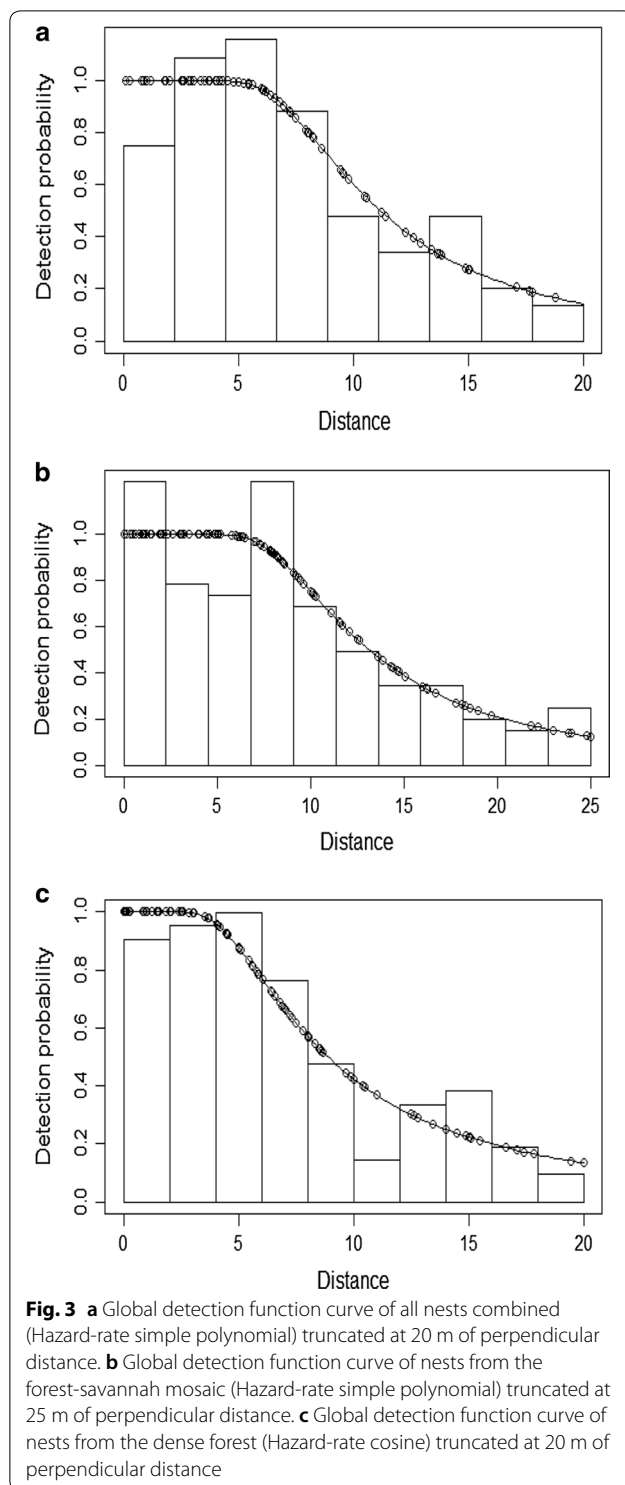 a
Detection probability
0.0 0.2 0.4 0.6 0.8 1.0
0 5 10 15 20
Distance
b
Detection probability
0.0 0.2 0.4 0.6 0.8 1.0
0 5 10 15 20 25
Distance
c
Detection probability
0.0 0.2 0.4 0.6 0.8 1.0
0 5 10 15 20
Distance
Fig. 3 a Global detection function curve of all nests combined
(Hazard-rate simple polynomial) truncated at 20 m of perpendicular
distance. b Global detection function curve of nests from the
forest-savannah mosaic (Hazard-rate simple polynomial) truncated at
25 m of perpendicular distance. c Global detection function curve of
nests from the dense forest (Hazard-rate cosine) truncated at 20 m of
perpendicular distance